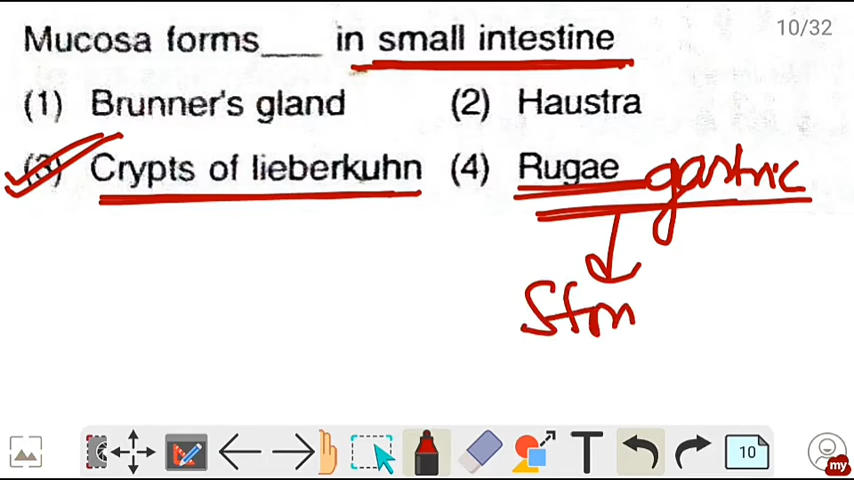 10/32
Mucosa forms___ in small intestine
(1) Brunner's gland (2) Haustra
(3) Crypts of lieberkuhn (4) Rugae gastric
Stom
T 10
my